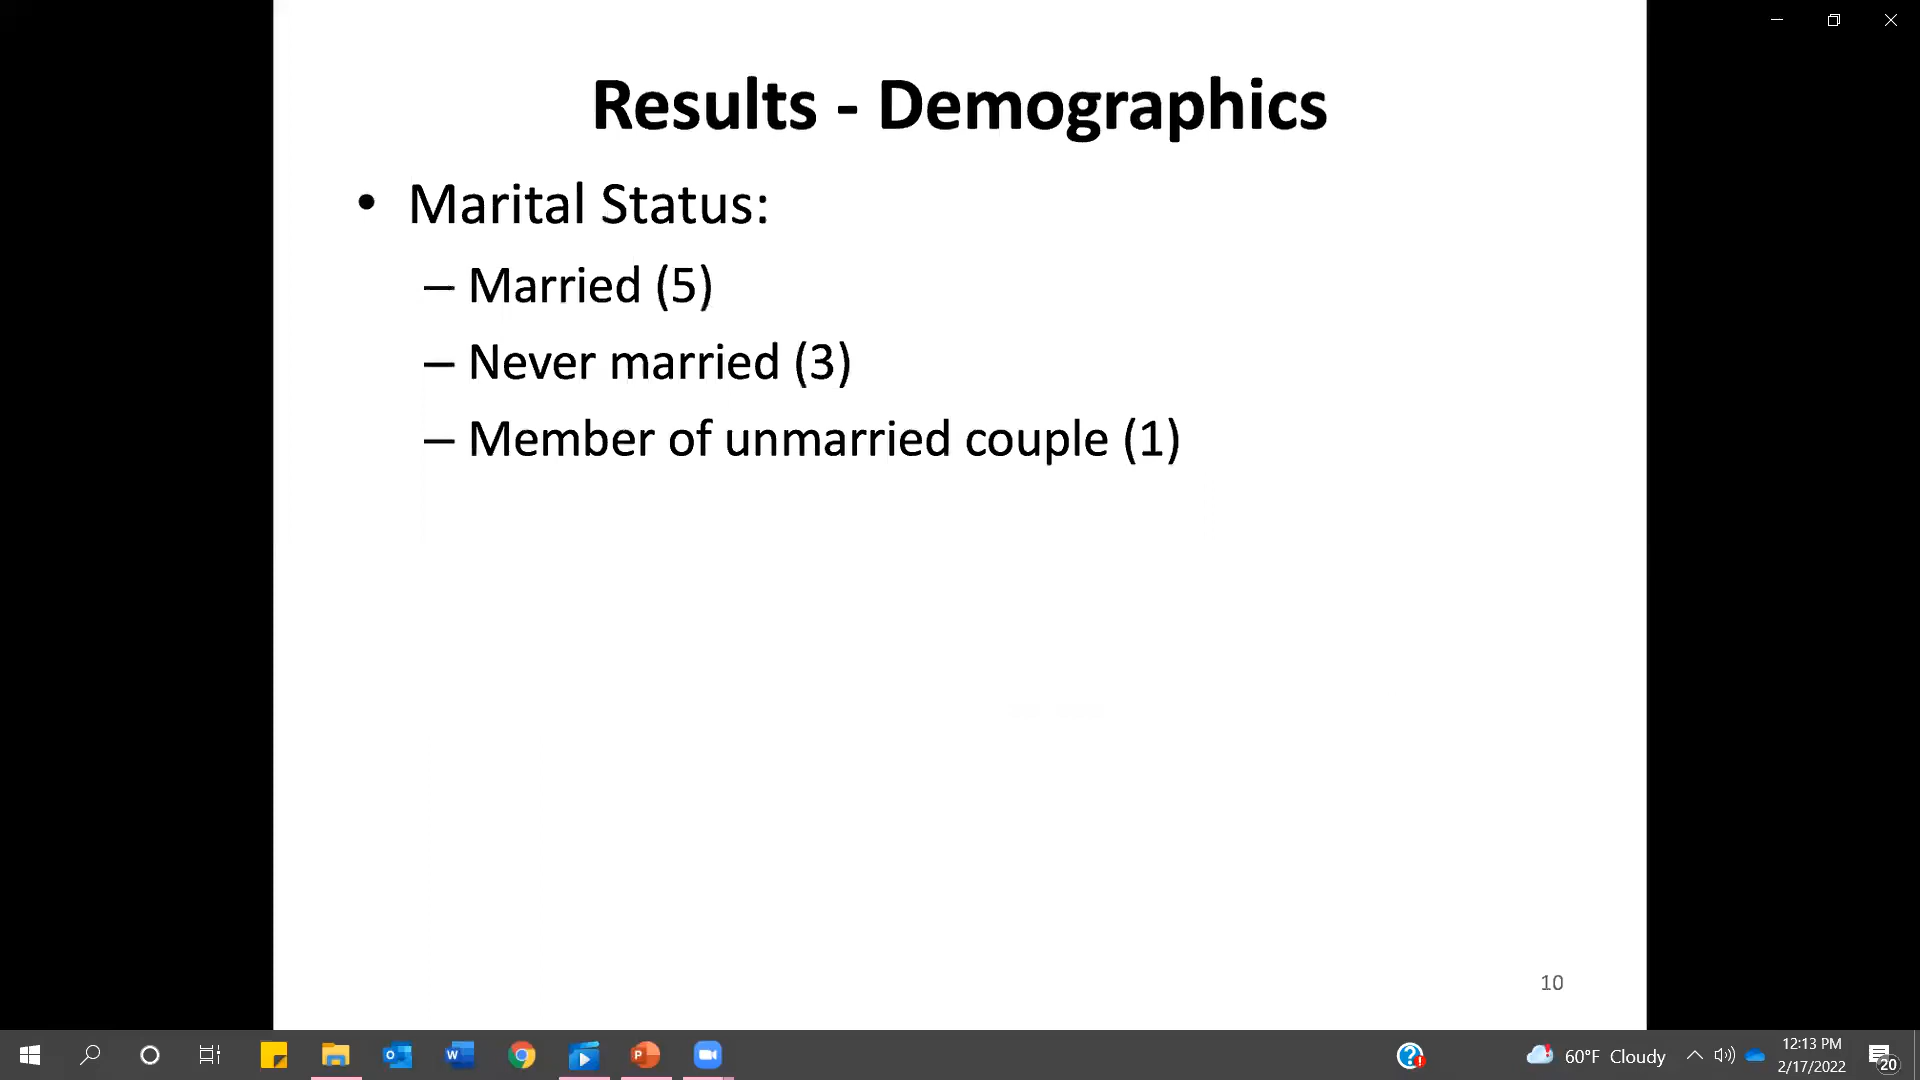 Results - Demographics
• Marital Status:
– Married (5)
– Never married (3)
– Member of unmarried couple (1)
10
60°F Cloudy
12:13 PM
2/17/2022
20